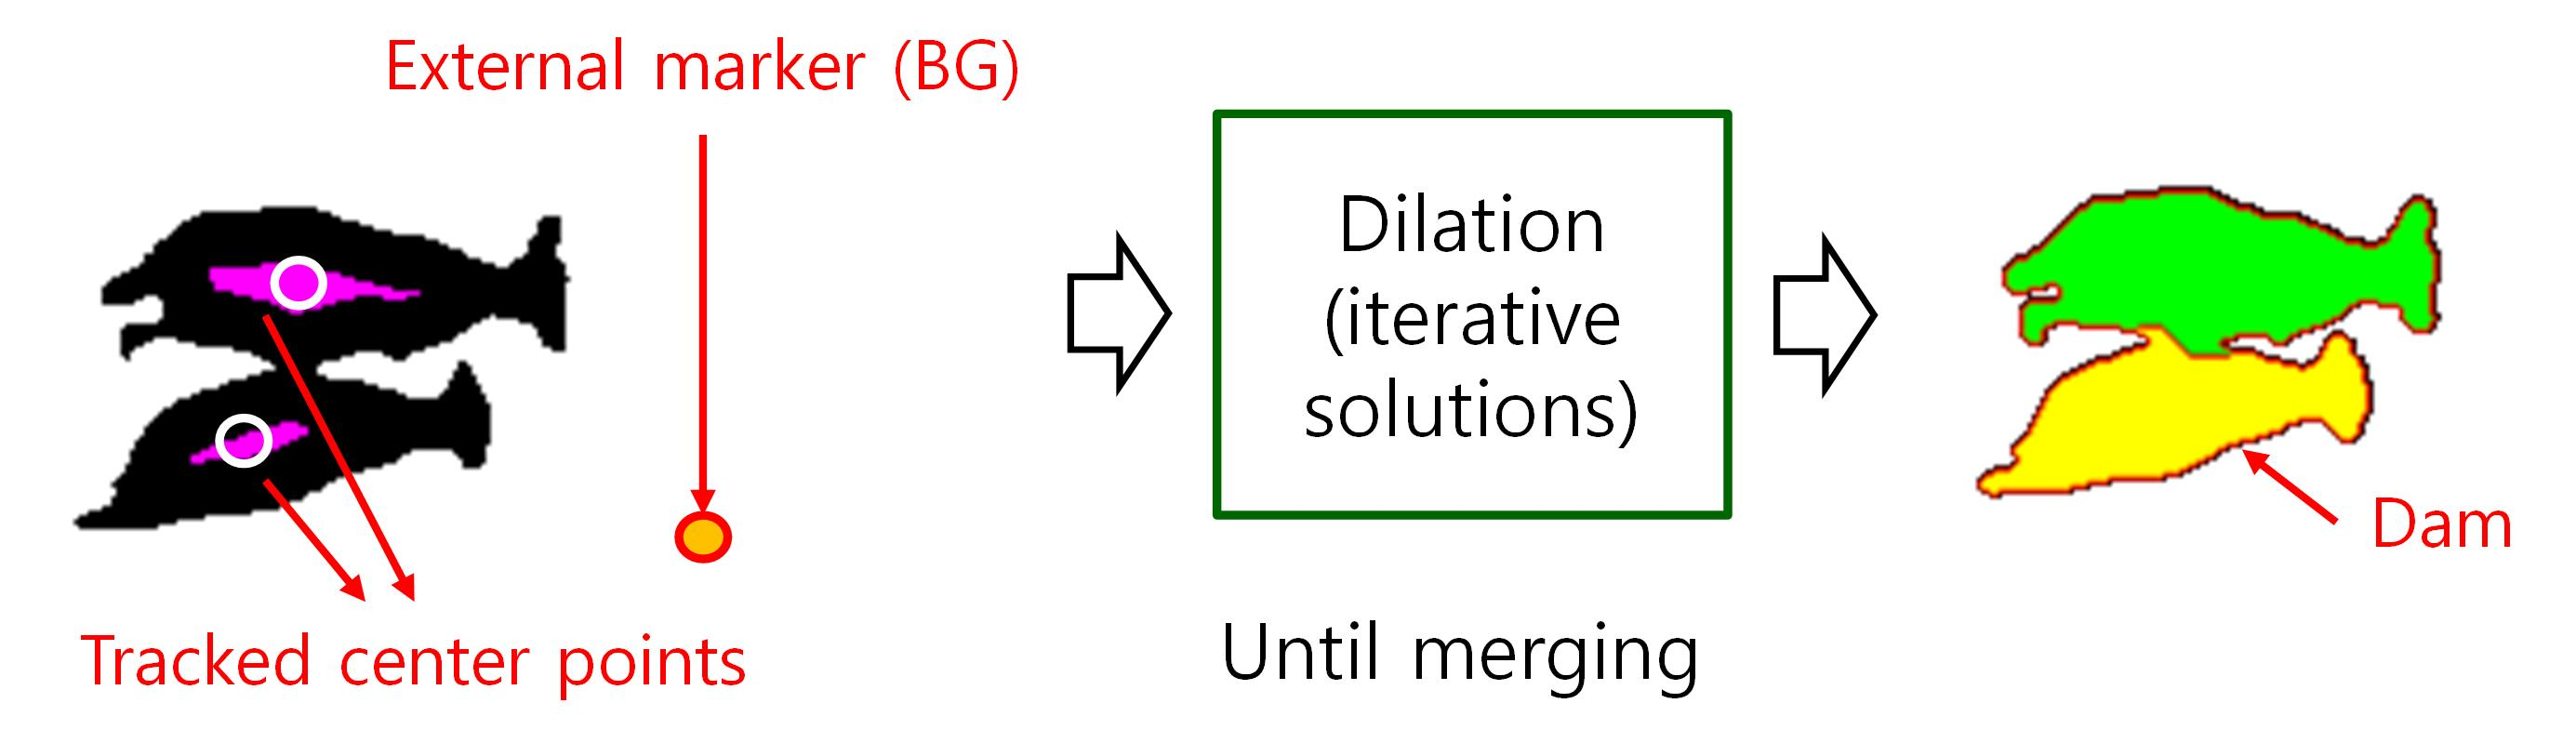 External marker (BG)
Dilation
(iterative
solutions)
Dam
Tracked center points
Until merging